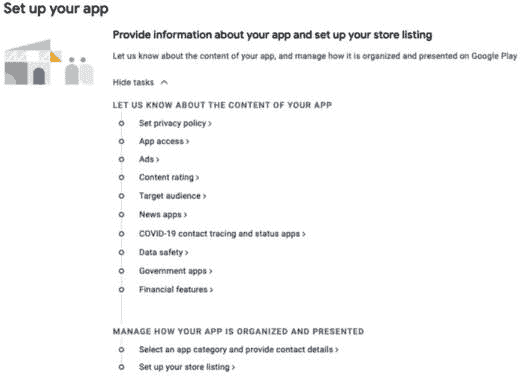 Set up your app
Provide information about your app and set up your store listing
Let us know about the content of your app, and manage how it is organized and presented on Google Play
Hide tasks
LET US KNOW ABOUT THE CONTENT OF YOUR APP
Set privacy policy >
App access >
Ads >
Content rating >
Target audience >
News apps >
COVID-19 contact tracing and status apps >
Data safety >
Government apps >
Financial features >
MANAGE HOW YOUR APP IS ORGANIZED AND PRESENTED
Select an app category and provide contact details >
Set up your store listing >